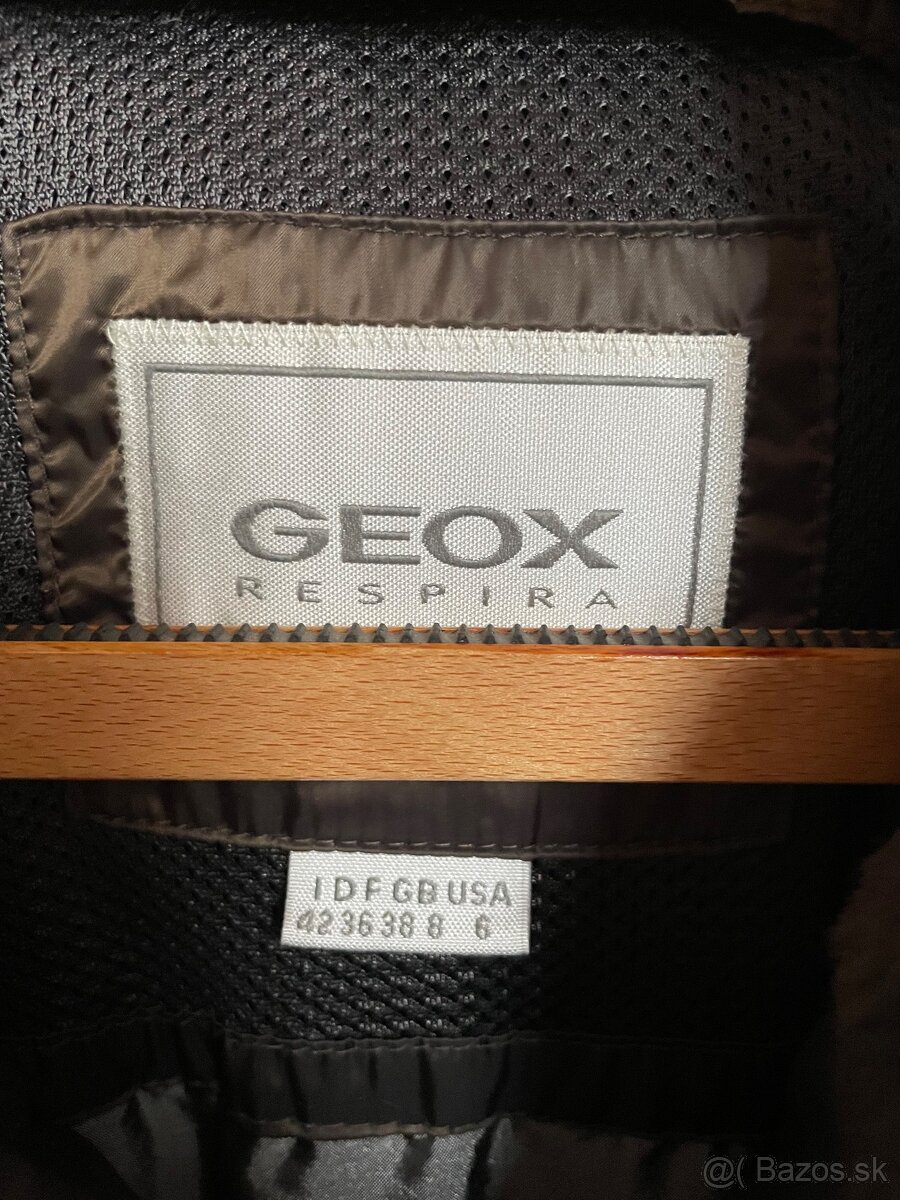 GEOX
RESPIRA
I D F GB USA
42 36 38 8 6
@( Bazos.sk